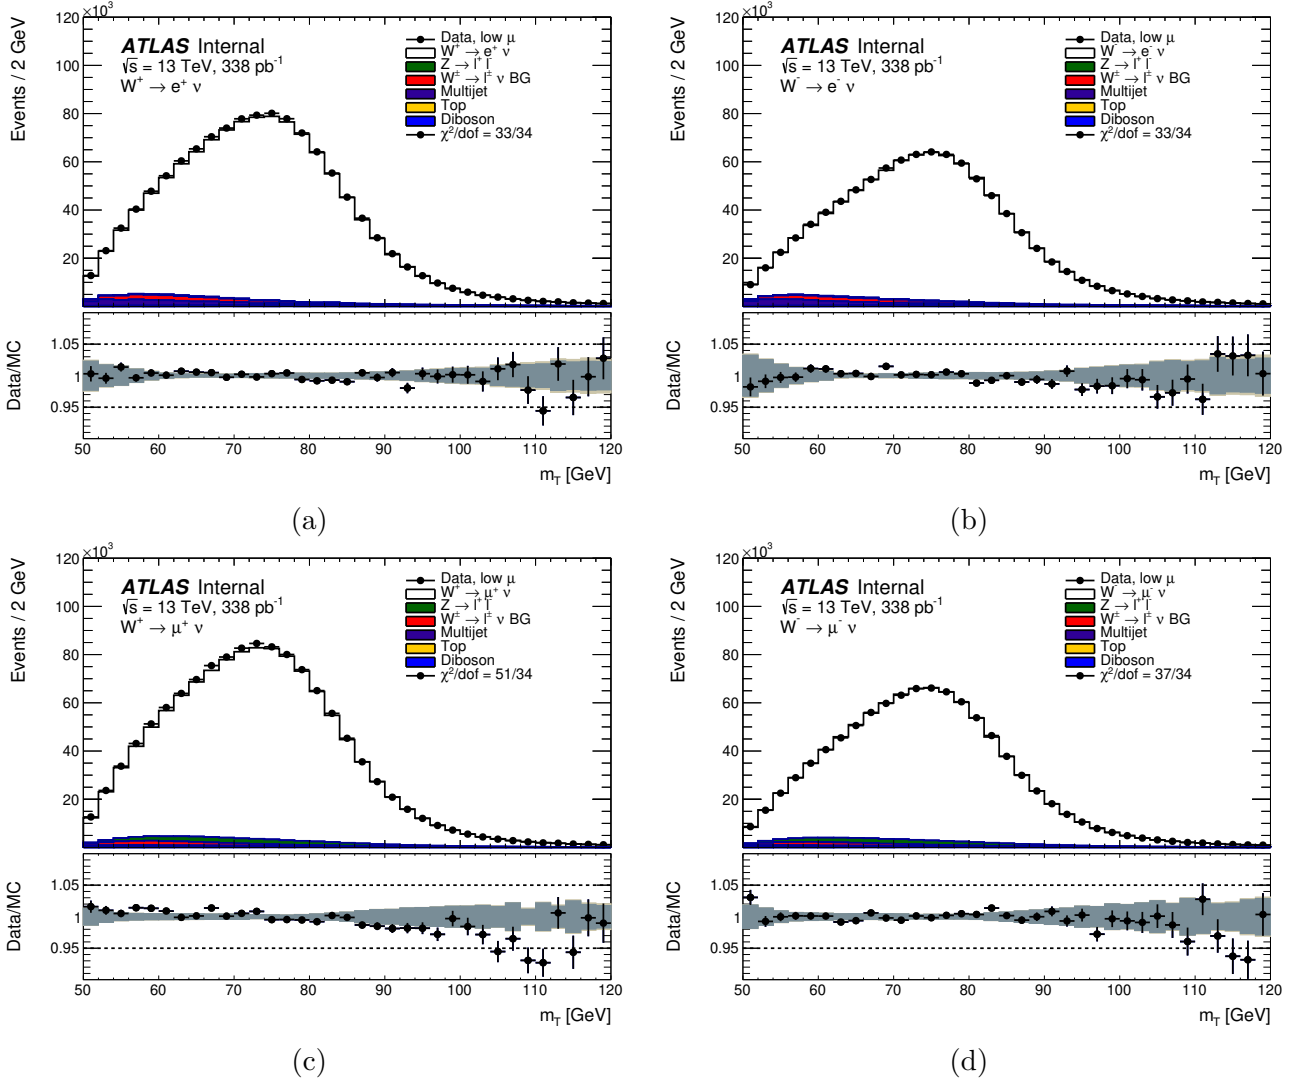 ×10³
Events / 2 GeV
120
100
80
60
40
20
ATLAS Internal
√s = 13 TeV, 338 pb⁻¹
W⁺ → e⁺ ν
Data, low μ
W⁺ → e⁺ ν
Z → l⁺ l⁻
W± → l± ν BG
Multijet
Top
Diboson
χ²/dof = 33/34
Data/MC
1.05
1
0.95
50 60 70 80 90 100 110 120
m_T [GeV]
(a)
×10³
Events / 2 GeV
120
100
80
60
40
20
ATLAS Internal
√s = 13 TeV, 338 pb⁻¹
W⁻ → e⁻ ν
Data, low μ
W⁻ → e⁻ ν
Z → l⁺ l⁻
W± → l± ν BG
Multijet
Top
Diboson
χ²/dof = 33/34
Data/MC
1.05
1
0.95
50 60 70 80 90 100 110 120
m_T [GeV]
(b)
×10³
Events / 2 GeV
120
100
80
60
40
20
ATLAS Internal
√s = 13 TeV, 338 pb⁻¹
W⁺ → μ⁺ ν
Data, low μ
W⁺ → μ⁺ ν
Z → l⁺ l⁻
W± → l± ν BG
Multijet
Top
Diboson
χ²/dof = 51/34
Data/MC
1.05
1
0.95
50 60 70 80 90 100 110 120
m_T [GeV]
(c)
×10³
Events / 2 GeV
120
100
80
60
40
20
ATLAS Internal
√s = 13 TeV, 338 pb⁻¹
W⁻ → μ⁻ ν
Data, low μ
W⁻ → μ⁻ ν
Z → l⁺ l⁻
W± → l± ν BG
Multijet
Top
Diboson
χ²/dof = 37/34
Data/MC
1.05
1
0.95
50 60 70 80 90 100 110 120
m_T [GeV]
(d)